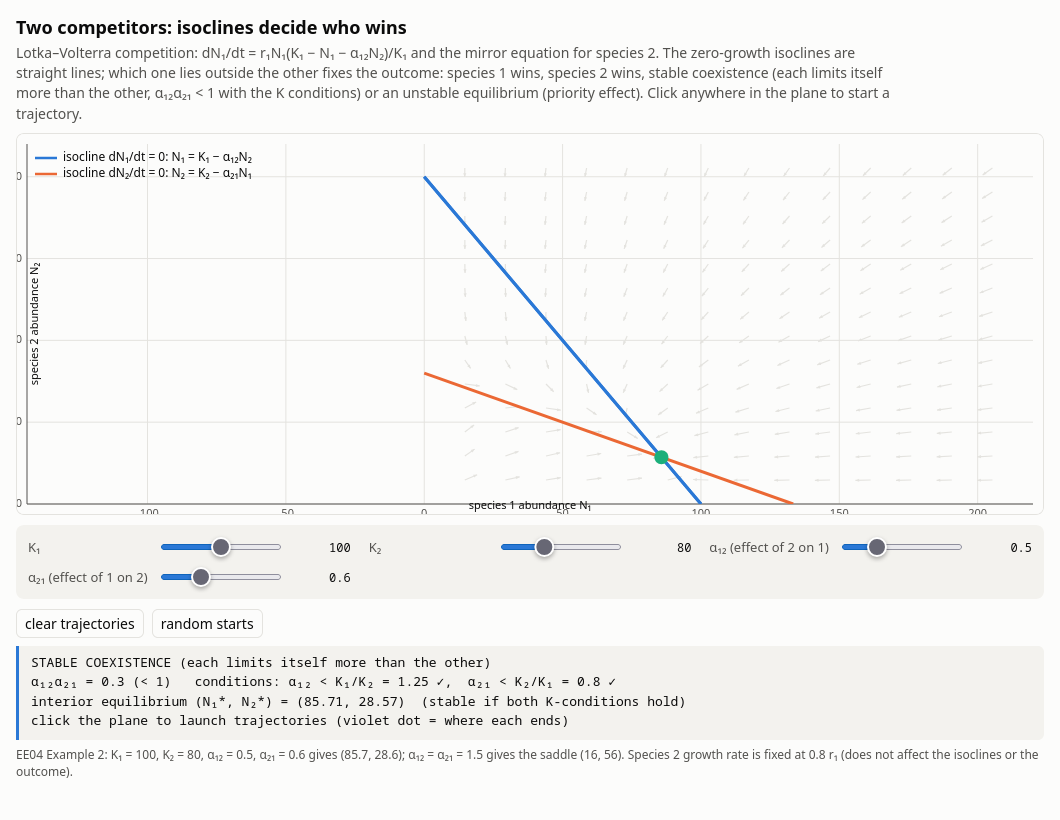 Two competitors: isoclines decide who wins
Lotka–Volterra competition: dN₁/dt = r₁N₁(K₁ − N₁ − α₁₂N₂)/K₁ and the mirror equation for species 2. The zero-growth isoclines are
straight lines; which one lies outside the other fixes the outcome: species 1 wins, species 2 wins, stable coexistence (each limits itself
more than the other, α₁₂α₂₁ < 1 with the K conditions) or an unstable equilibrium (priority effect). Click anywhere in the plane to start a
trajectory.
isocline dN₁/dt = 0: N₁ = K₁ − α₁₂N₂
isocline dN₂/dt = 0: N₂ = K₂ − α₂₁N₁
0
0
0
0
0
species 2 abundance N₂
100 50 0 50 100 150 200
species 1 abundance N₁
K₁ 100 K₂ 80 α₁₂ (effect of 2 on 1) 0.5
α₂₁ (effect of 1 on 2) 0.6
clear trajectories random starts
STABLE COEXISTENCE (each limits itself more than the other)
α₁₂α₂₁ = 0.3 (< 1) conditions: α₁₂ < K₁/K₂ = 1.25 ✓, α₂₁ < K₂/K₁ = 0.8 ✓
interior equilibrium (N₁*, N₂*) = (85.71, 28.57) (stable if both K-conditions hold)
click the plane to launch trajectories (violet dot = where each ends)
EE04 Example 2: K₁ = 100, K₂ = 80, α₁₂ = 0.5, α₂₁ = 0.6 gives (85.7, 28.6); α₁₂ = α₂₁ = 1.5 gives the saddle (16, 56). Species 2 growth rate is fixed at 0.8 r₁ (does not affect the isoclines or the
outcome).